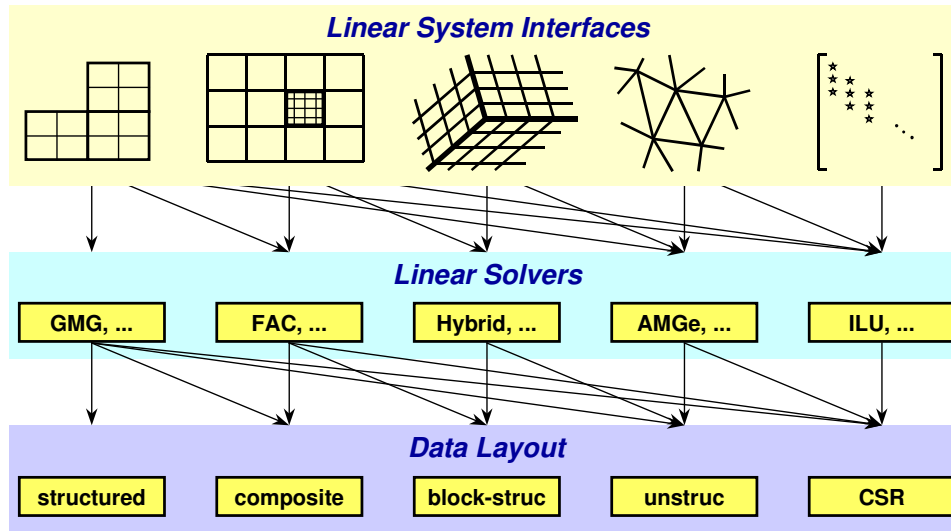 Linear System Interfaces
Linear Solvers
GMG, ...
FAC, ...
Hybrid, ...
AMGe, ...
ILU, ...
Data Layout
structured
composite
block-struc
unstruc
CSR